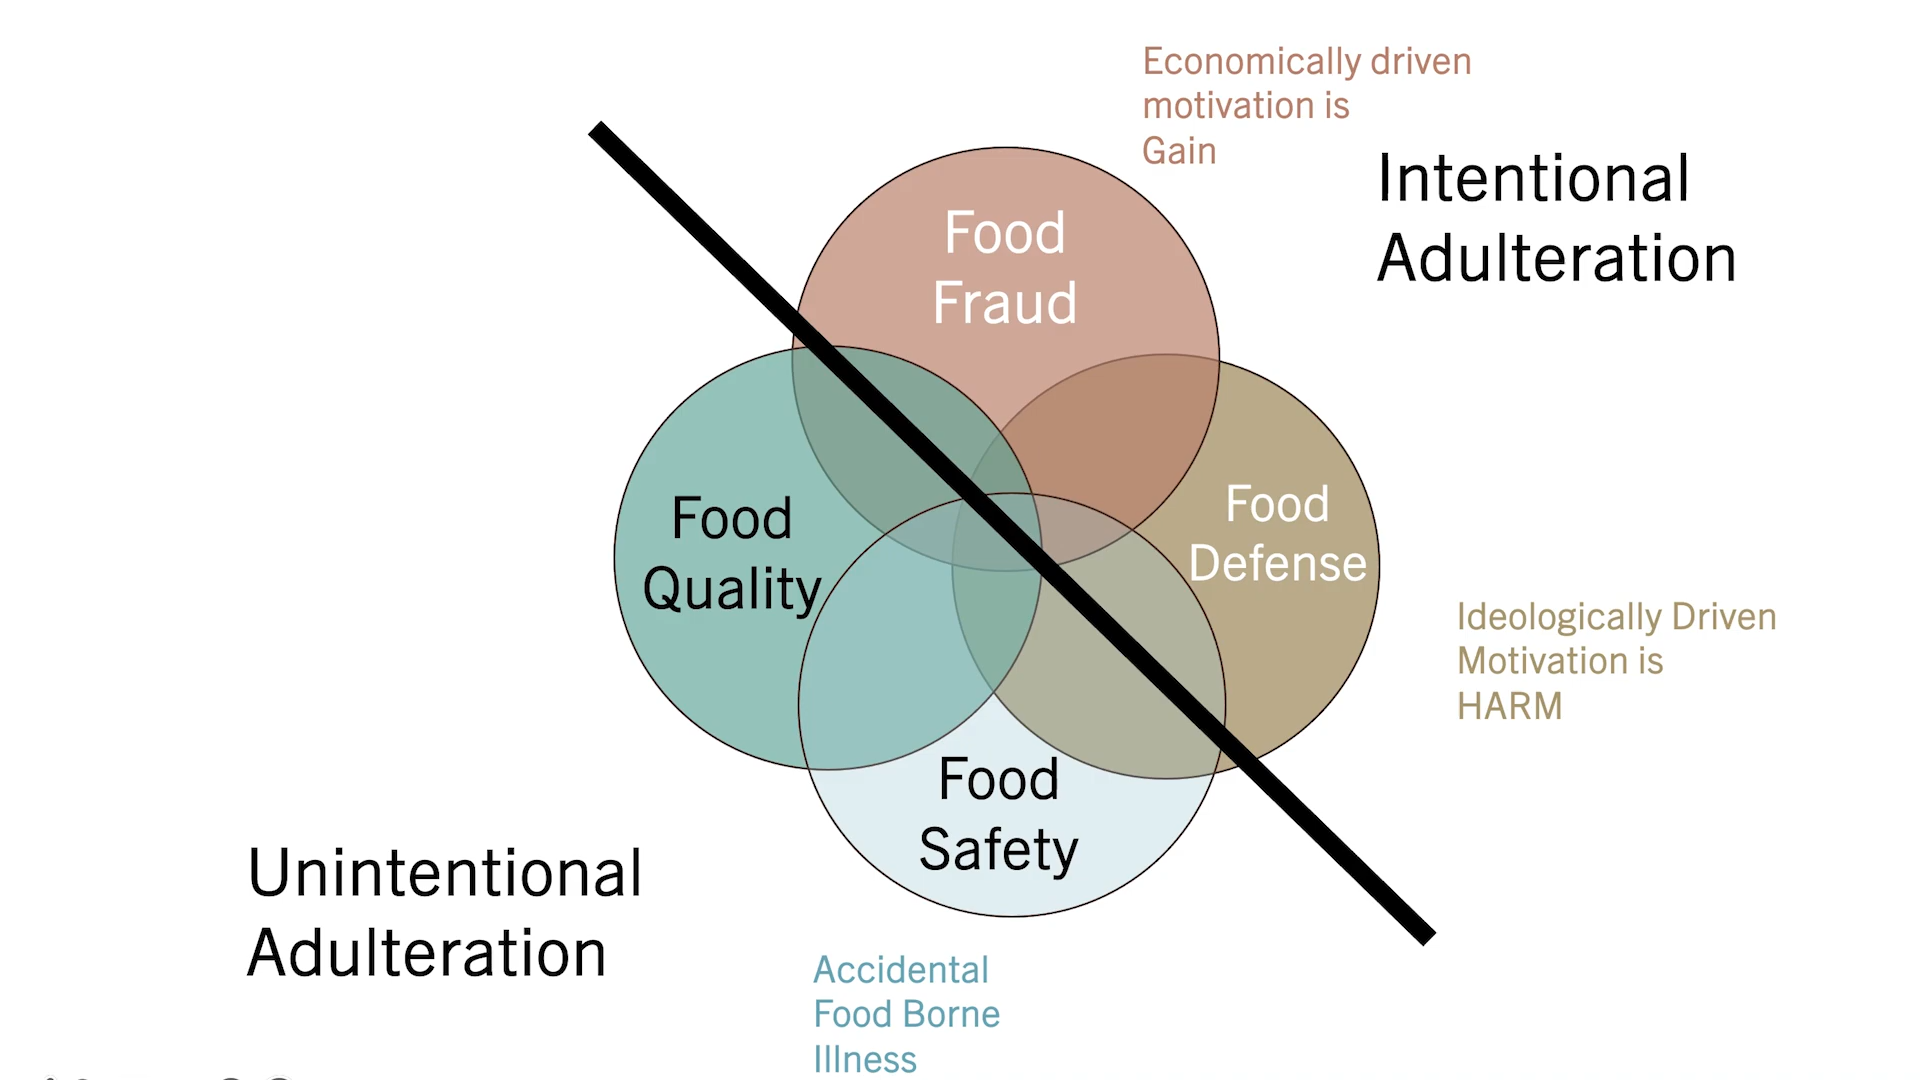 Economically driven
motivation is
Gain
Intentional
Adulteration
Food
Fraud
Food
Quality
Food
Defense
Ideologically Driven
Motivation is
HARM
Food
Safety
Unintentional
Adulteration
Accidental
Food Borne
Illness